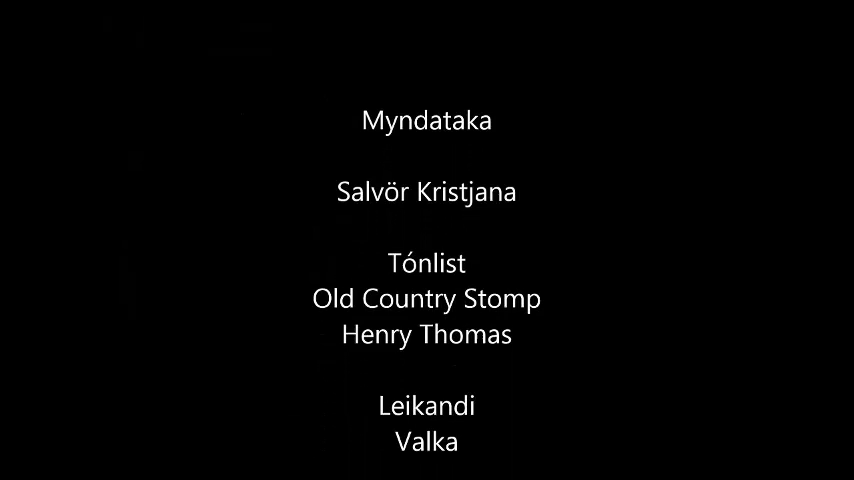 Myndataka
Salvör Kristjana
Tónlist
Old Country Stomp
Henry Thomas
Leikandi
Valka